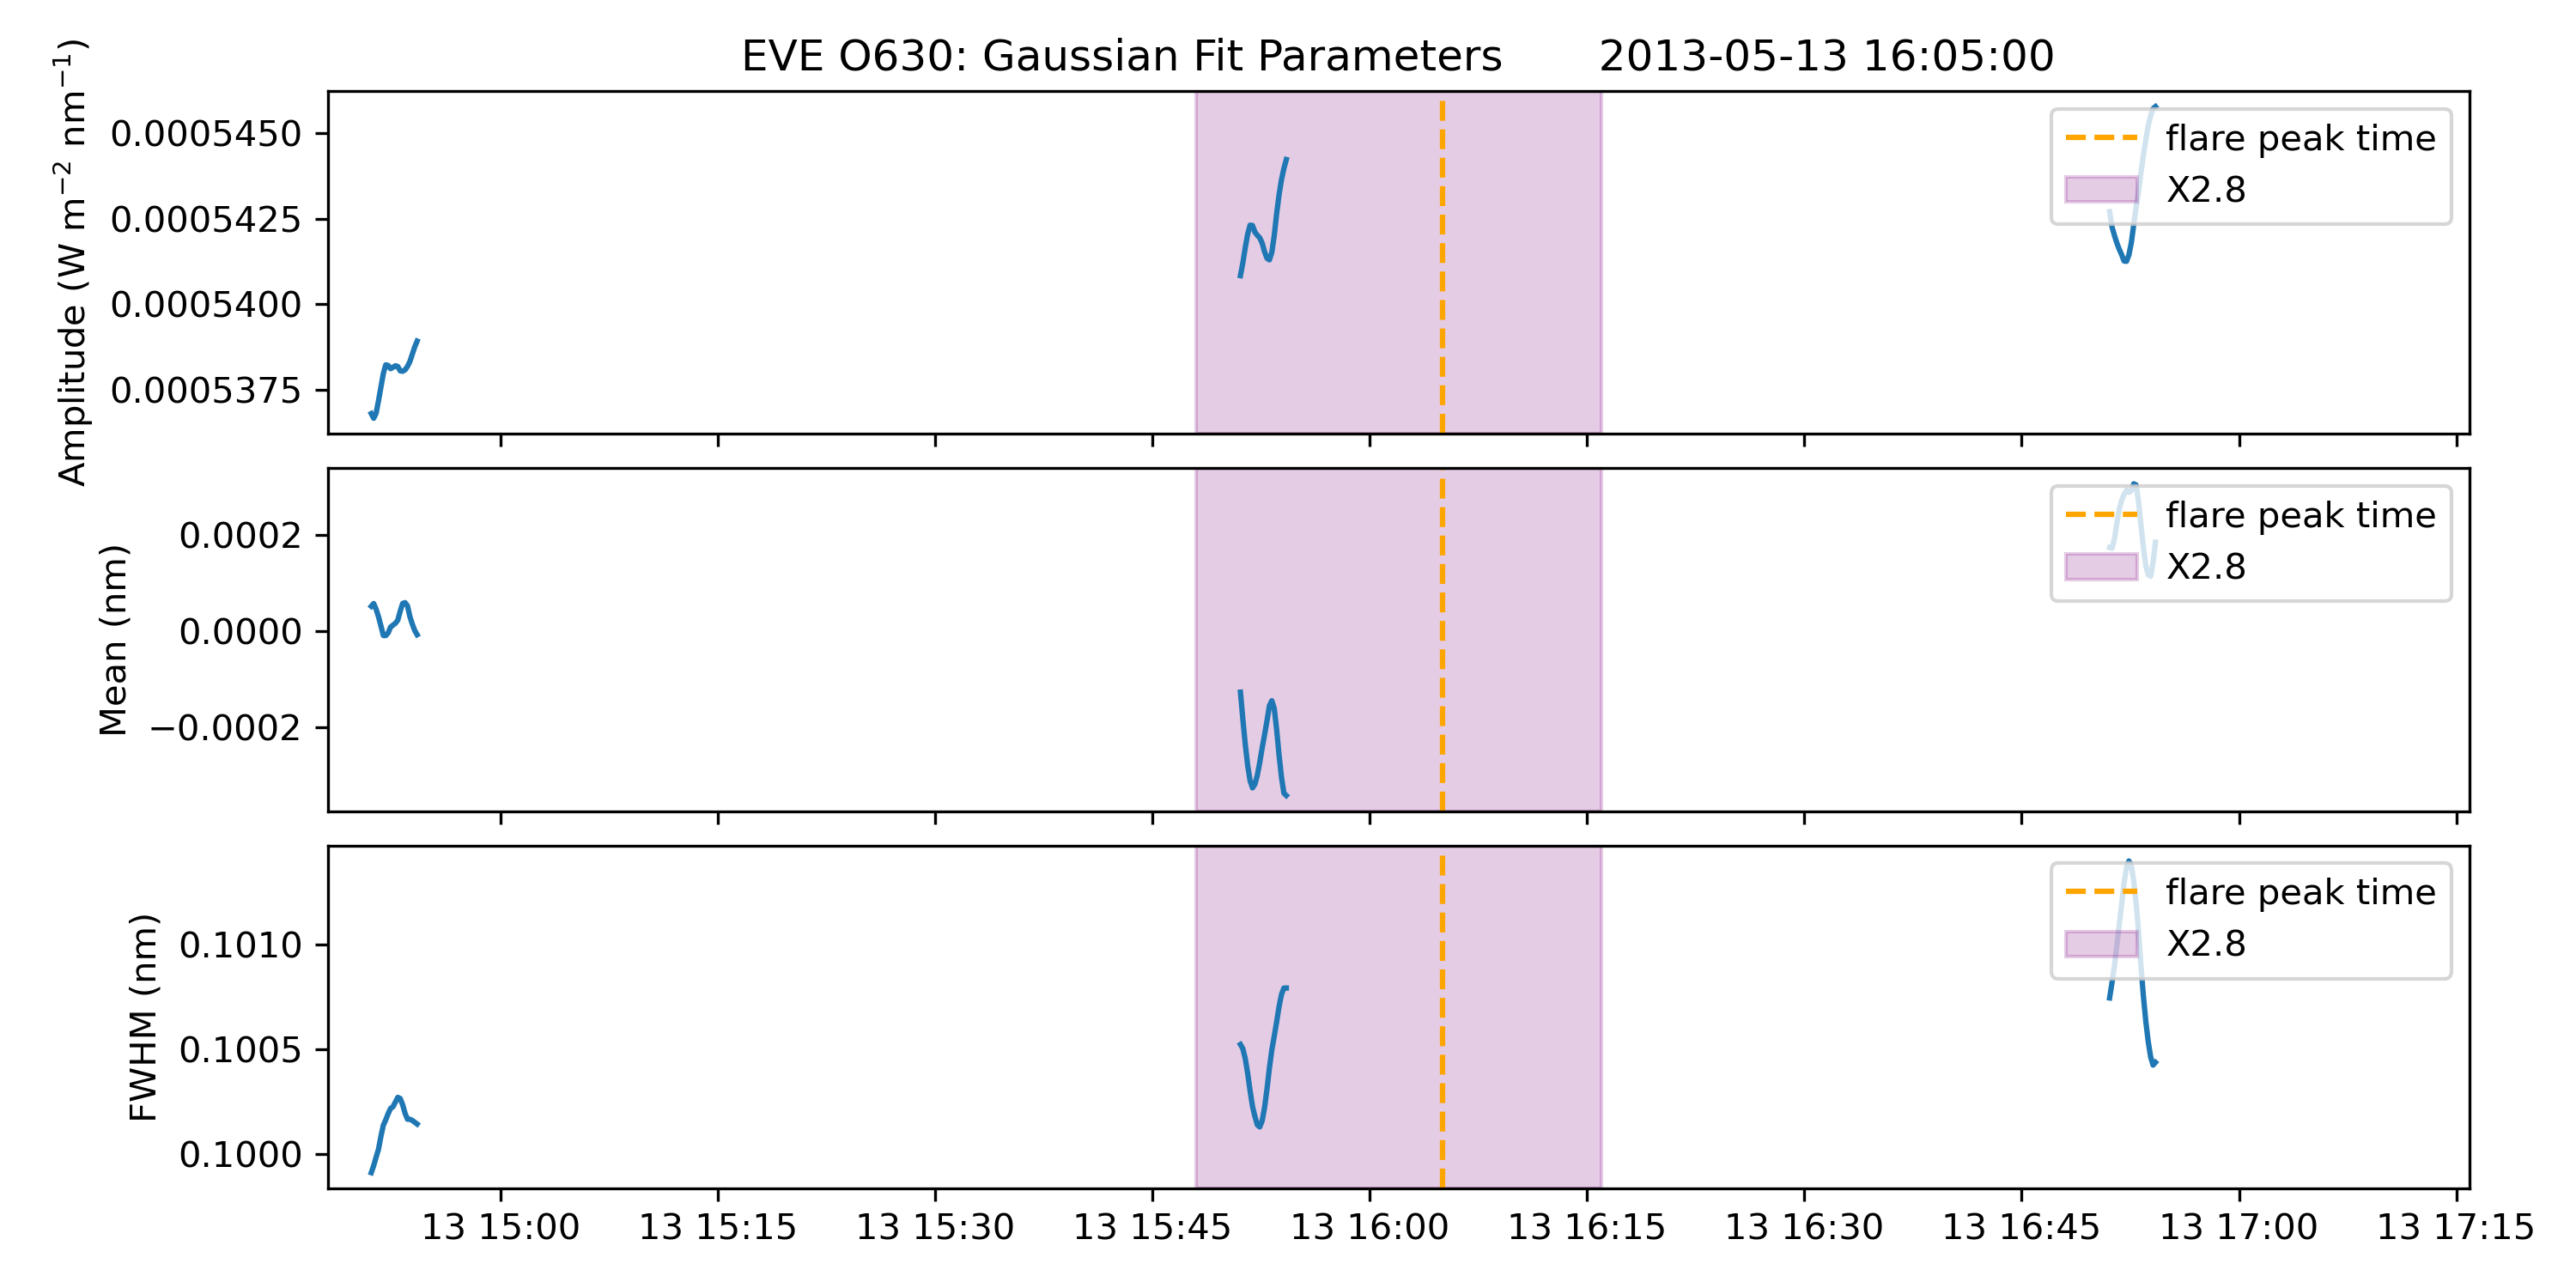 EVE O630: Gaussian Fit Parameters 2013-05-13 16:05:00
Amplitude (W m⁻² nm⁻¹)
0.0005450
0.0005425
0.0005400
0.0005375
flare peak time
X2.8
Mean (nm)
0.0002
0.0000
−0.0002
flare peak time
X2.8
FWHM (nm)
0.1010
0.1005
0.1000
flare peak time
X2.8
13 15:00 13 15:15 13 15:30 13 15:45 13 16:00 13 16:15 13 16:30 13 16:45 13 17:00 13 17:15